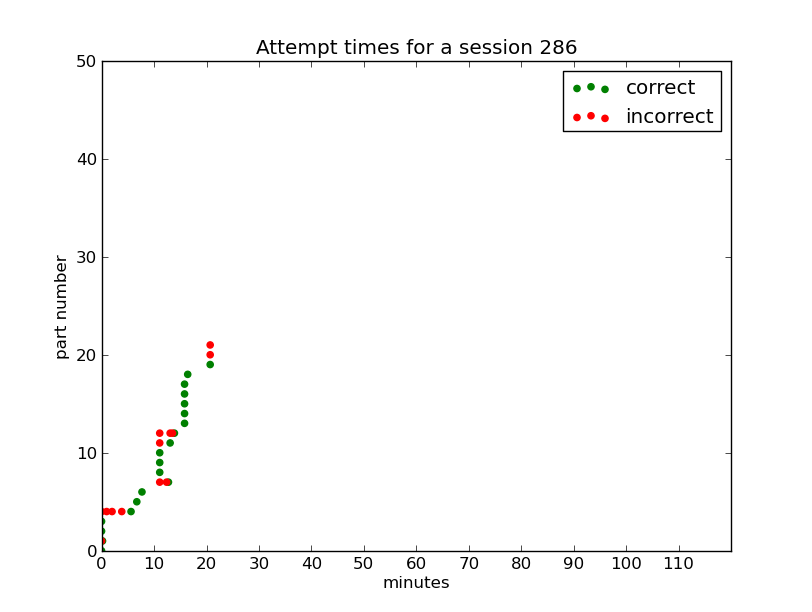 Attempt times for a session 286
correct
incorrect
50
40
30
20
10
0
part number
0 10 20 30 40 50 60 70 80 90 100 110
minutes